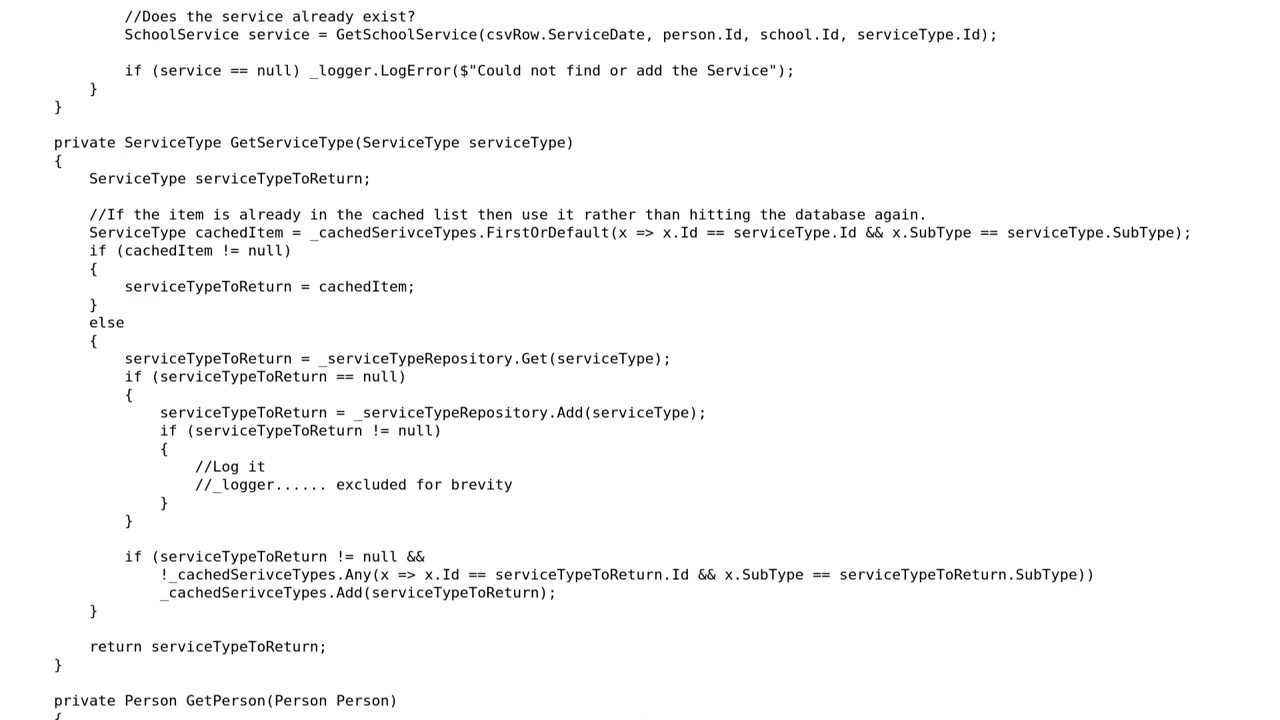 //Does the service already exist?
SchoolService service = GetSchoolService(csvRow.ServiceDate, person.Id, school.Id, serviceType.Id);
if (service == null) _logger.LogError($"Could not find or add the Service");
}
}
private ServiceType GetServiceType(ServiceType serviceType)
{
ServiceType serviceTypeToReturn;
//If the item is already in the cached list then use it rather than hitting the database again.
ServiceType cachedItem = _cachedSerivceTypes.FirstOrDefault(x => x.Id == serviceType.Id && x.SubType == serviceType.SubType);
if (cachedItem != null)
{
serviceTypeToReturn = cachedItem;
}
else
{
serviceTypeToReturn = _serviceTypeRepository.Get(serviceType);
if (serviceTypeToReturn == null)
{
serviceTypeToReturn = _serviceTypeRepository.Add(serviceType);
if (serviceTypeToReturn != null)
{
//Log it
//_logger...... excluded for brevity
}
}
if (serviceTypeToReturn != null &&
!_cachedSerivceTypes.Any(x => x.Id == serviceTypeToReturn.Id && x.SubType == serviceTypeToReturn.SubType))
_cachedSerivceTypes.Add(serviceTypeToReturn);
}
return serviceTypeToReturn;
}
private Person GetPerson(Person Person)
{